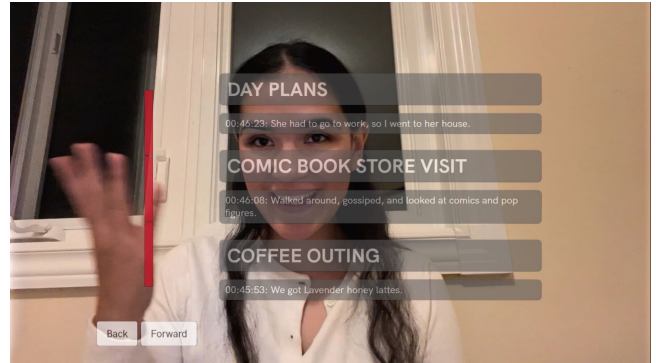 DAY PLANS
00:46:23: She had to go to work, so I went to her house.
COMIC BOOK STORE VISIT
00:46:08: Walked around, gossiped, and looked at comics and pop
figures.
COFFEE OUTING
00:45:53: We got Lavender honey lattes.
Back
Forward